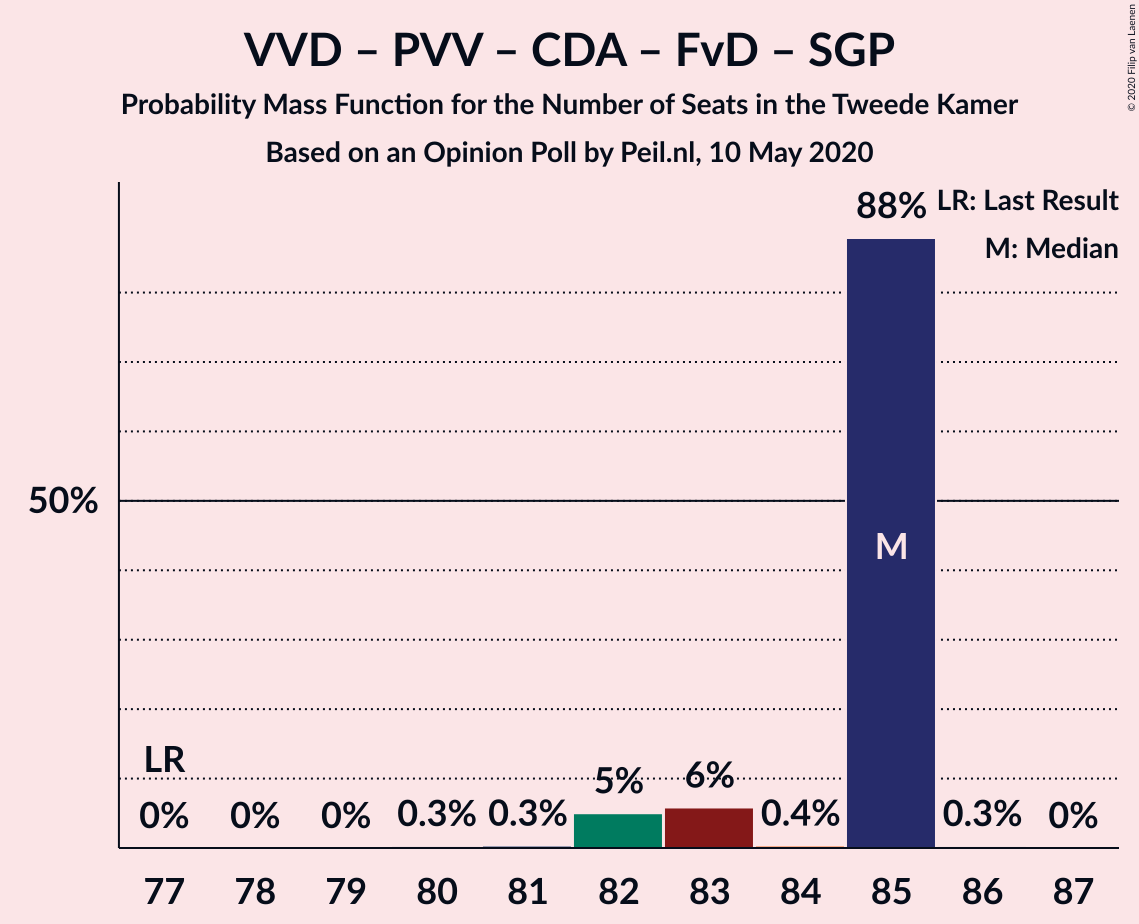 VVD – PVV – CDA – FvD – SGP
Probability Mass Function for the Number of Seats in the Tweede Kamer
Based on an Opinion Poll by Peil.nl, 10 May 2020
© 2020 Filip van Laenen
LR: Last Result
M: Median
88%
50%
M
LR
0% 0% 0% 0.3% 0.3% 5% 6% 0.4% 0.3% 0%
77 78 79 80 81 82 83 84 85 86 87